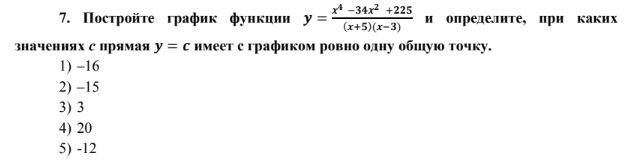 7. Постройте график функции y = \frac{x^4 −34x^2 +225}{(x+5)(x−3)} и определите, при каких
значениях c прямая y = c имеет с графиком ровно одну общую точку.
1) –16
2) –15
3) 3
4) 20
5) -12